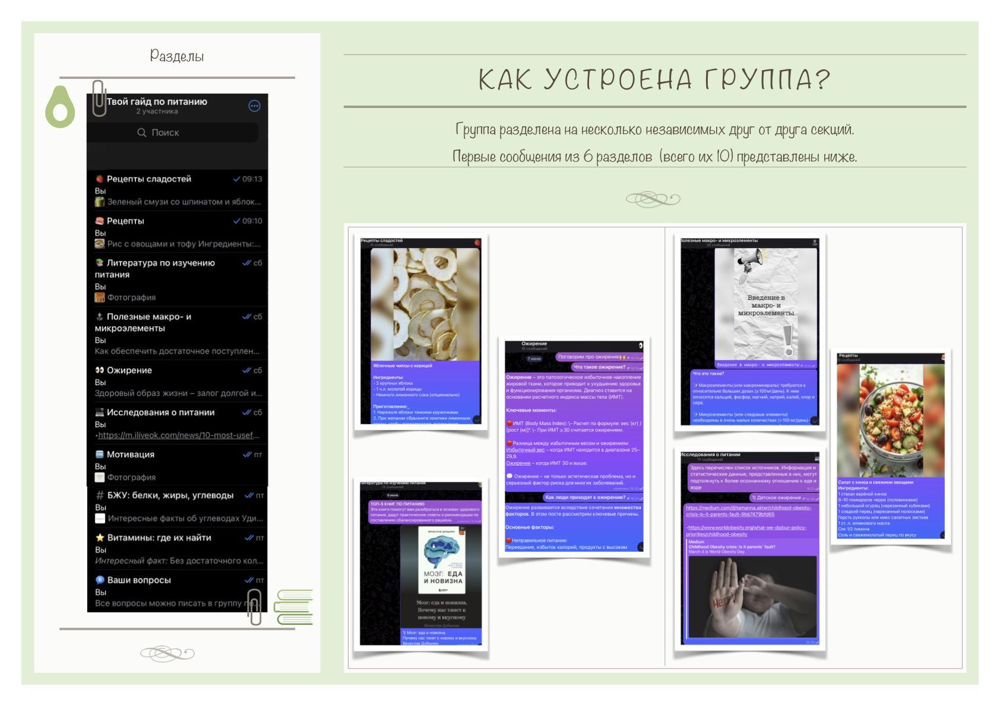 Разделы
Твой гайд по питанию
2 участника
Поиск
Рецепты сладостей 09:13
Вы
Зеленый смузи со шпинатом и яблок...
Рецепты 09:10
Вы
Рис с овощами и тофу Ингредиенты:...
Литература по изучению сб
питания
Вы
Фотография
Полезные макро- и сб
микроэлементы
Вы
Как обеспечить достаточное поступлен...
Ожирение сб
Вы
Здоровый образ жизни – залог долгой и...
Исследования о питании сб
Вы
•https://m.iliveok.com/news/10-most-usef...
Мотивация пт
Вы
Фотография
# БЖУ: белки, жиры, углеводы пт
Вы
Интересные факты об углеводах Уди...
Витамины: где их найти пт
Вы
Интересный факт: Без достаточного кол...
Ваши вопросы пт
Вы
Все вопросы можно писать в группу
КАК УСТРОЕНА ГРУППА?
Группа разделена на несколько независимых друг от друга секций.
Первые сообщения из 6 разделов (всего их 10) представлены ниже.
Рецепты сладостей
15 сообщений
Яблочные чипсы с корицей
Ингредиенты:
- 2 крупных яблока
– 1 ч.л. молотой корицы
- Немного лимонного сока (опционально)
Приготовление:_
1. Нарежьте яблоки тонкими кружочками.
2. При желании сбрызните ломтики лимонным
Литература по изучению питания
13 сообщений
6 июня
ТОП-5 КНИГ ПО ПИТАНИЮ
Эти книги помогут вам разобраться в основах здорового
питания, дадут практические советы и рекомендации по
составлению сбалансированного рациона.
ВЯЧЕСЛАВ ДУБЫНИН
МОЗГ: ЕДА
И НОВИЗНА
Мозг: еда и новизна.
Почему нас тянет к
новому и вкусному
Вячеслав Дубынин
1) Мозг: еда и новизна.
Почему нас тянет к новому и вкусному
Вячеслав Дубынин
Ожирение
15 сообщений
7 июня
Поговорим про ожирение
Что такое ожирение?
Ожирение – это патологическое избыточное накопление
жировой ткани, которое приводит к ухудшению здоровья
и функционирования организма. Диагноз ставится на
основании расчетного индекса массы тела (ИМТ).
Ключевые моменты:
ИМТ (Body Mass Index): \- Расчет по формуле: вес (кг) /
[рост (м)]². \- При ИМТ ≥ 30 считается ожирением.
Разница между избыточным весом и ожирением:
Избыточный вес – когда ИМТ находится в диапазоне 25–
29,9.
Ожирение – когда ИМТ 30 и выше.
Ожирение – не только эстетическая проблема, но и
серьезный фактор риска для многих заболеваний.
Как люди приходят к ожирению?
Ожирение развивается вследствие сочетания множества
факторов. В этом посте рассмотрим ключевые причины.
Основные факторы:
Неправильное питание:
Переедание, избыток калорий, продукты с высоким
Полезные макро- и микроэлементы
20 сообщений
Введение в
макро- и
микроэлементы
Введение в макро- и микроэлементы
Что это такое?
Макроэлементы (или макроминералы) требуются в
относительно больших дозах (≥ 100 мг/день). К ним
относятся кальций, фосфор, магний, натрий, калий, хлор и
сера.
Микроэлементы (или следовые элементы)
необходимы в очень малых количествах (< 100 мг/день)
Исследования о питании
11 сообщений
Здесь перечислен список источников. Информация и
статистические данные, представленные в них, могут
подтолкнуть к более осознанному отношению к еде и
воде
1) Детское ожирение
https://medium.com/@tamanna.akter/childhood-obesity-
crisis-is-it-parents-fault-9bb7479bfd65
•https://www.worldobesity.org/what-we-do/our-policy-
priorities/childhood-obesity
Medium
Childhood Obesity crisis: Is it parents' fault?
March 4 is World Obesity Day.
HELP
Рецепты
10 сообщений
Салат с киноа и свежими овощами
Ингредиенты:
1 стакан варёной киноа
8–10 помидоров черри (половинками)
1 небольшой огурец (нарезанный кубиками)
1 сладкий перец (нарезанный полосками)
Горсть рукколы или микс салатных листьев
1 ст. л. оливкового масла
Сок 1/2 лимона
Соль и свежемолотый перец по вкусу